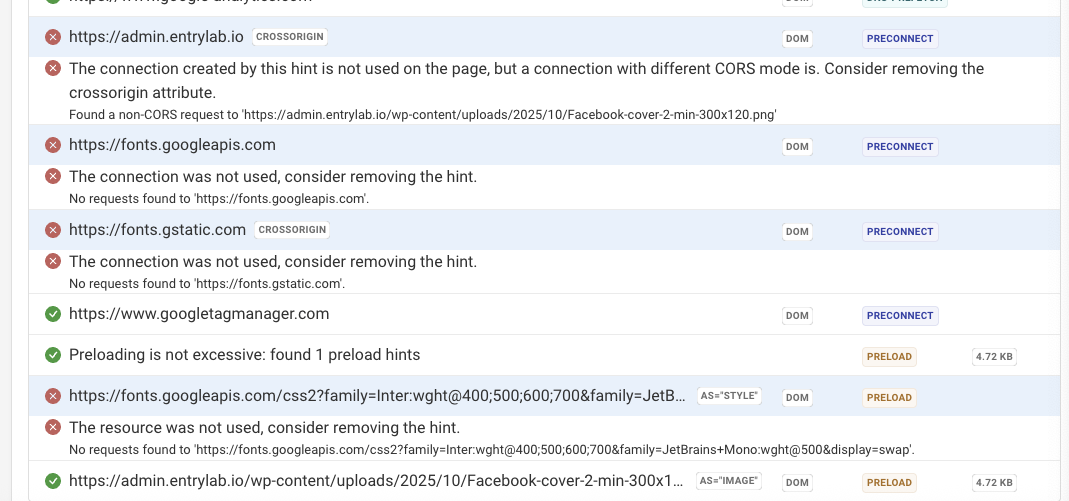 https://admin.entrylab.io CROSSORIGIN DOM PRECONNECT
The connection created by this hint is not used on the page, but a connection with different CORS mode is. Consider removing the
crossorigin attribute.
Found a non-CORS request to 'https://admin.entrylab.io/wp-content/uploads/2025/10/Facebook-cover-2-min-300x120.png'
https://fonts.googleapis.com DOM PRECONNECT
The connection was not used, consider removing the hint.
No requests found to 'https://fonts.googleapis.com'.
https://fonts.gstatic.com CROSSORIGIN DOM PRECONNECT
The connection was not used, consider removing the hint.
No requests found to 'https://fonts.gstatic.com'.
https://www.googletagmanager.com DOM PRECONNECT
Preloading is not excessive: found 1 preload hints PRELOAD 4.72 KB
https://fonts.googleapis.com/css2?family=Inter:wght@400;500;600;700&family=JetB... AS="STYLE" DOM PRELOAD
The resource was not used, consider removing the hint.
No requests found to 'https://fonts.googleapis.com/css2?family=Inter:wght@400;500;600;700&family=JetBrains+Mono:wght@500&display=swap'.
https://admin.entrylab.io/wp-content/uploads/2025/10/Facebook-cover-2-min-300x1... AS="IMAGE" DOM PRELOAD 4.72 KB